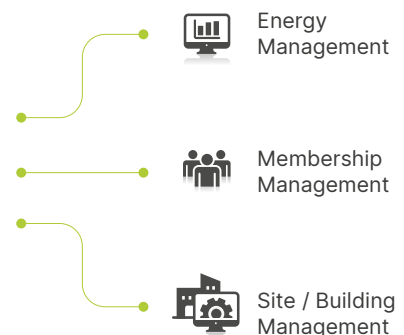 Energy
Management
Membership
Management
Site / Building
Management